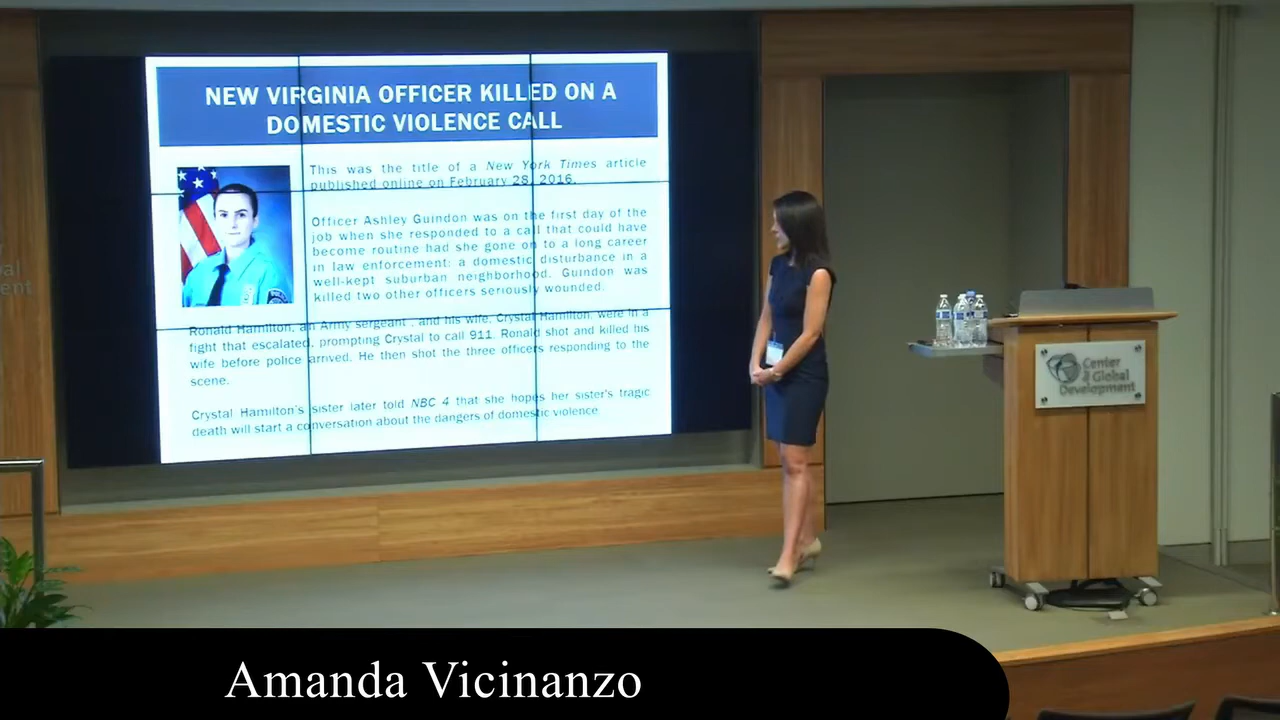 NEW VIRGINIA OFFICER KILLED ON A
DOMESTIC VIOLENCE CALL
This was the title of a New York Times article
published online on February 28, 2016.
Officer Ashley Guindon was on the first day of the
job when she responded to a call that could have
become routine had she gone on to a long career
in law enforcement: a domestic disturbance in a
well-kept suburban neighborhood. Guindon was
killed two other officers seriously wounded.
Ronald Hamilton, an Army sergeant , and his wife, Crystal Hamilton, were in a
fight that escalated, prompting Crystal to call 911. Ronald shot and killed his
wife before police arrived. He then shot the three officers responding to the
scene.
Crystal Hamilton's sister later told NBC 4 that she hopes her sister's tragic
death will start a conversation about the dangers of domestic violence.
Center
Global
Development
Amanda Vicinanzo